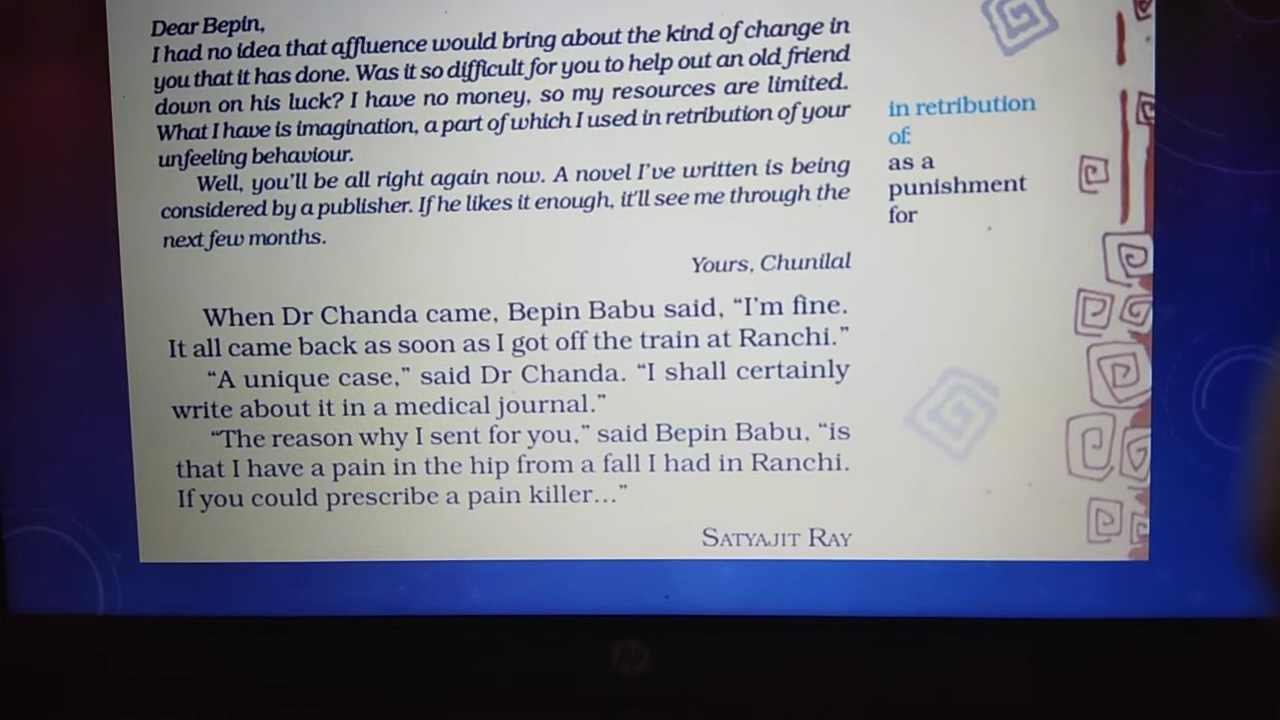 Dear Bepin,
I had no idea that affluence would bring about the kind of change in
you that it has done. Was it so difficult for you to help out an old friend
down on his luck? I have no money, so my resources are limited.
What I have is imagination, a part of which I used in retribution of your
unfeeling behaviour.
Well, you'll be all right again now. A novel I've written is being
considered by a publisher. If he likes it enough, it'll see me through the
next few months.
Yours, Chunilal
in retribution
of:
as a
punishment
for
When Dr Chanda came, Bepin Babu said, “I'm fine.
It all came back as soon as I got off the train at Ranchi.”
“A unique case,” said Dr Chanda. “I shall certainly
write about it in a medical journal.”
“The reason why I sent for you,” said Bepin Babu, “is
that I have a pain in the hip from a fall I had in Ranchi.
If you could prescribe a pain killer...”
SATYAJIT RAY
hp